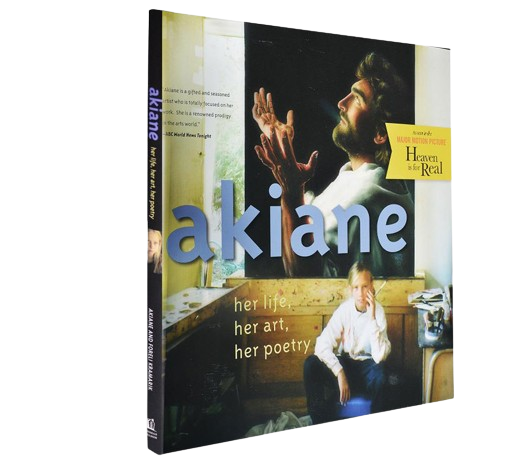 akiane
her life, her art, her poetry
AKIANE AND FORELI KRAMARIK
Akiane is a gifted and seasoned
artist who is totally focused on her
work. She is a renowned prodigy
in the arts world."
ABC World News Tonight
as seen in the
MAJOR MOTION PICTURE
Heaven
is for
Real
akiane
her life,
her art,
her poetry